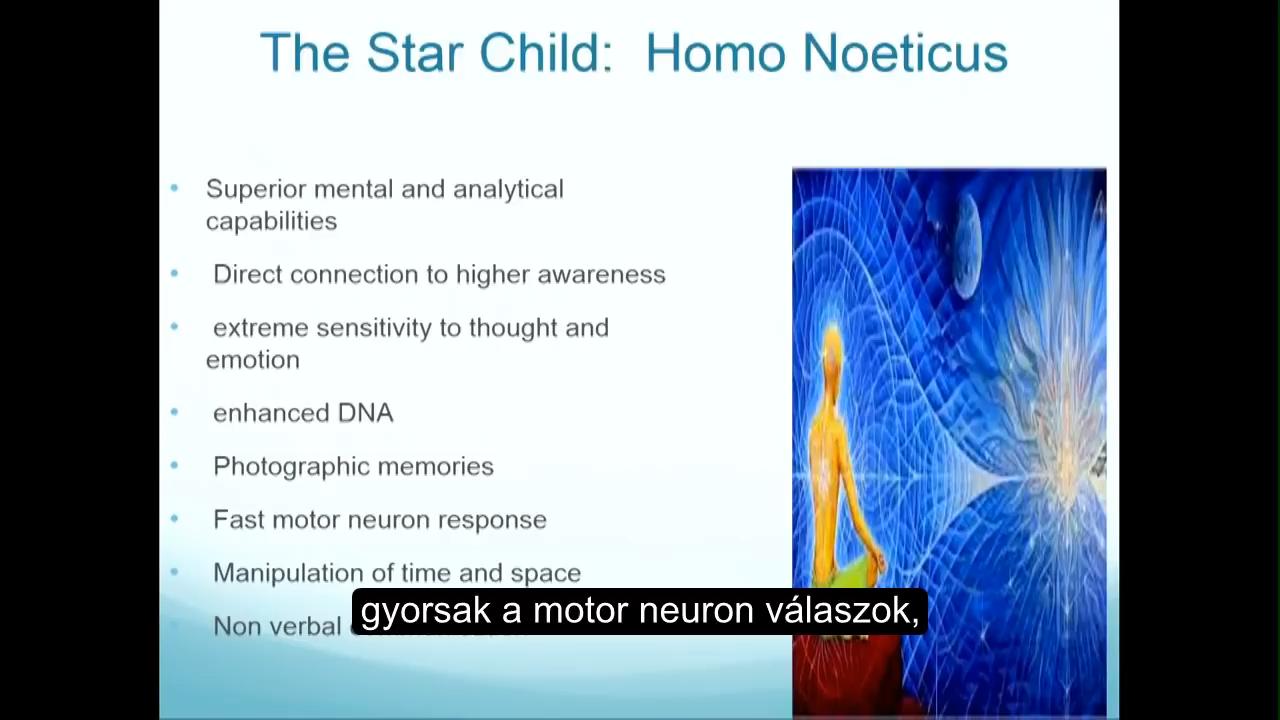 The Star Child: Homo Noeticus
• Superior mental and analytical
capabilities
• Direct connection to higher awareness
• extreme sensitivity to thought and
emotion
• enhanced DNA
• Photographic memories
• Fast motor neuron response
• Manipulation of time and space
• Non verbal
gyorsak a motor neuron válaszok,